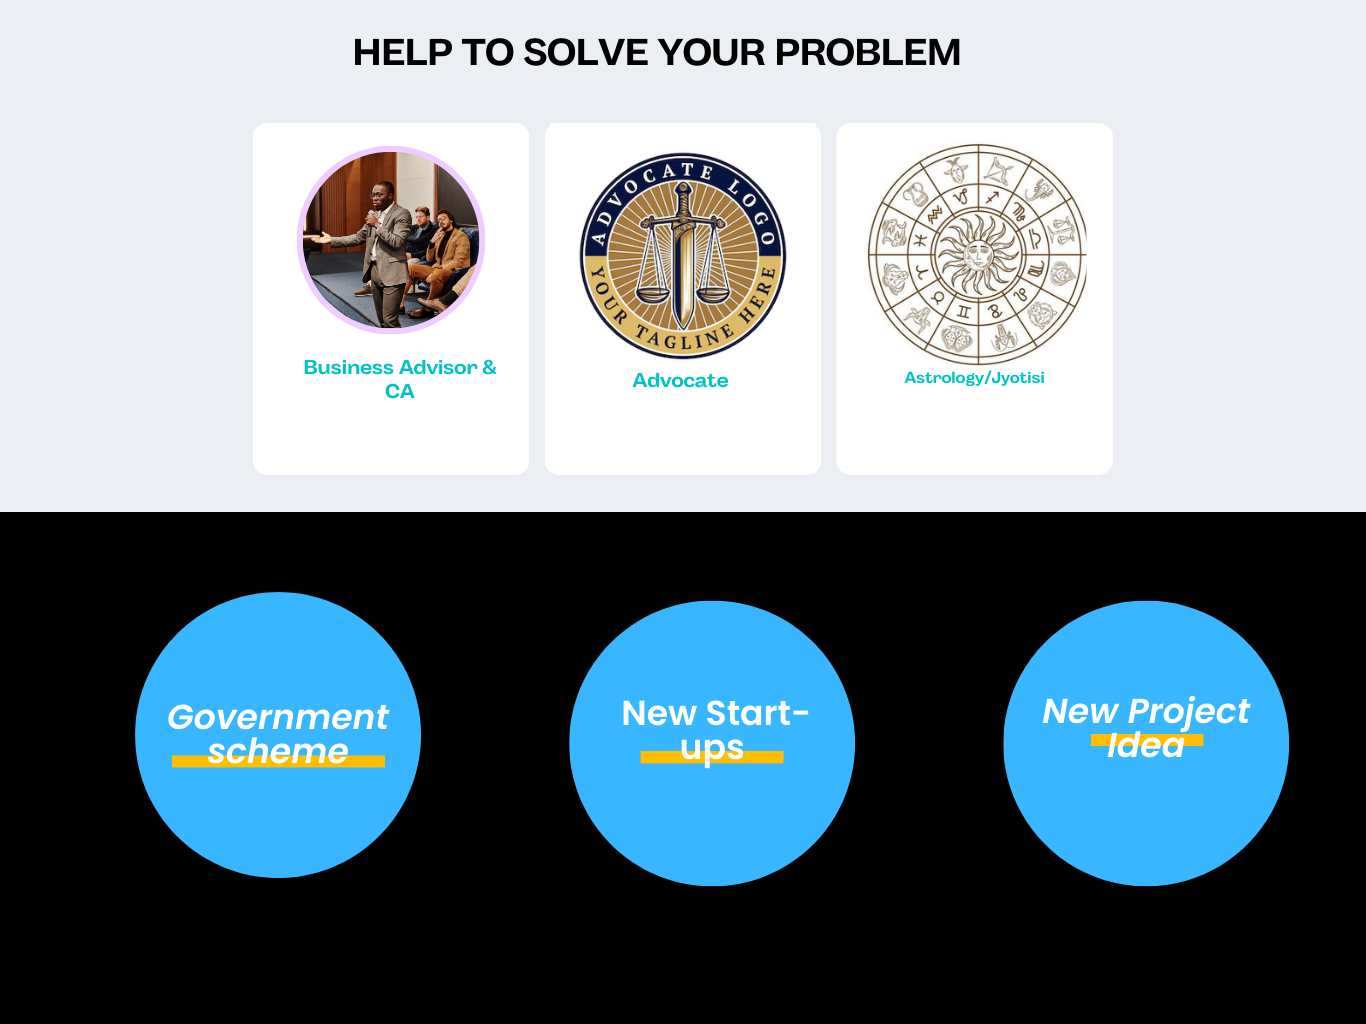 HELP TO SOLVE YOUR PROBLEM
ADVOCATE LOGO
YOUR TAGLINE HERE
Business Advisor &
CA
Advocate
Astrology/Jyotisi
Government
scheme
New Start-
ups
New Project
Idea